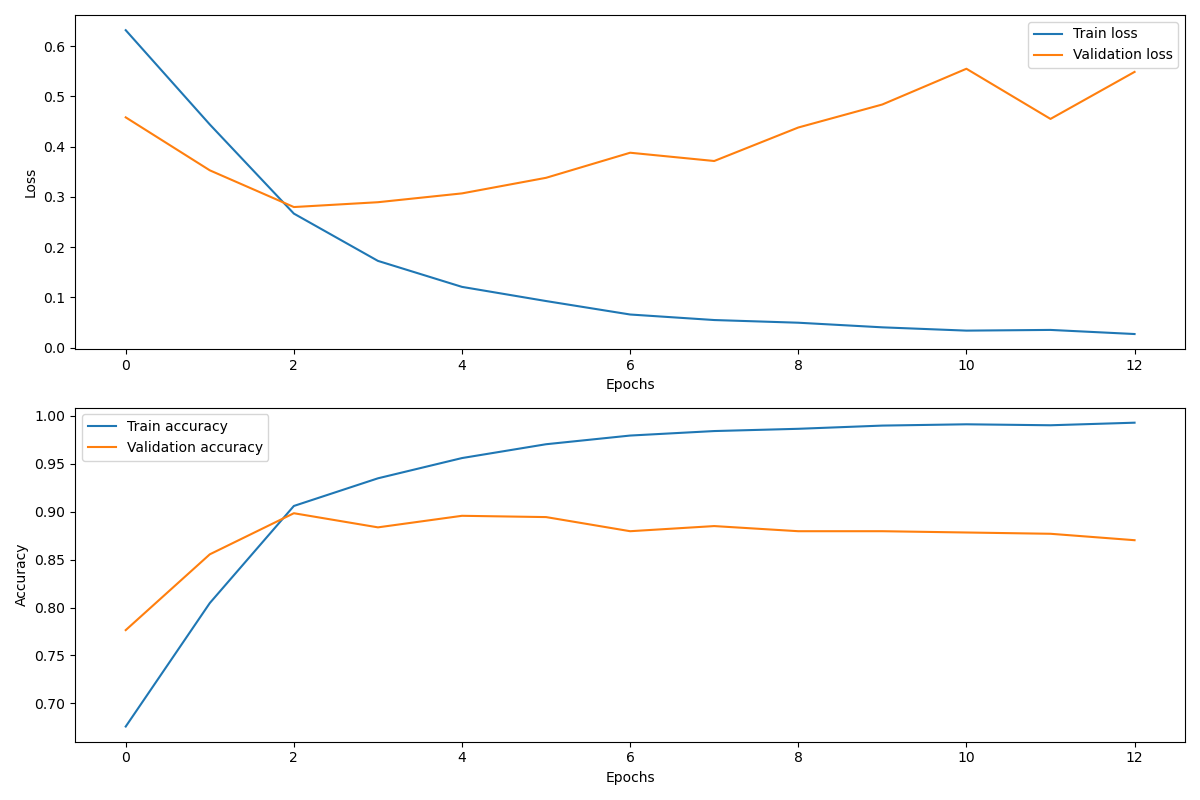 Train loss
Validation loss
0.6
0.5
0.4
0.3
0.2
0.1
0.0
Loss
0 2 4 6 8 10 12
Epochs
Train accuracy
Validation accuracy
1.00
0.95
0.90
0.85
0.80
0.75
0.70
Accuracy
0 2 4 6 8 10 12
Epochs